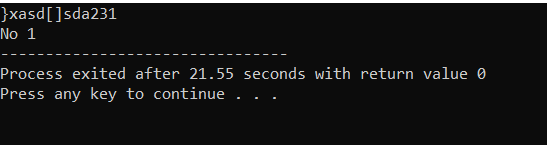 }xasd[]sda231
No 1
--------------------------------
Process exited after 21.55 seconds with return value 0
Press any key to continue . . .